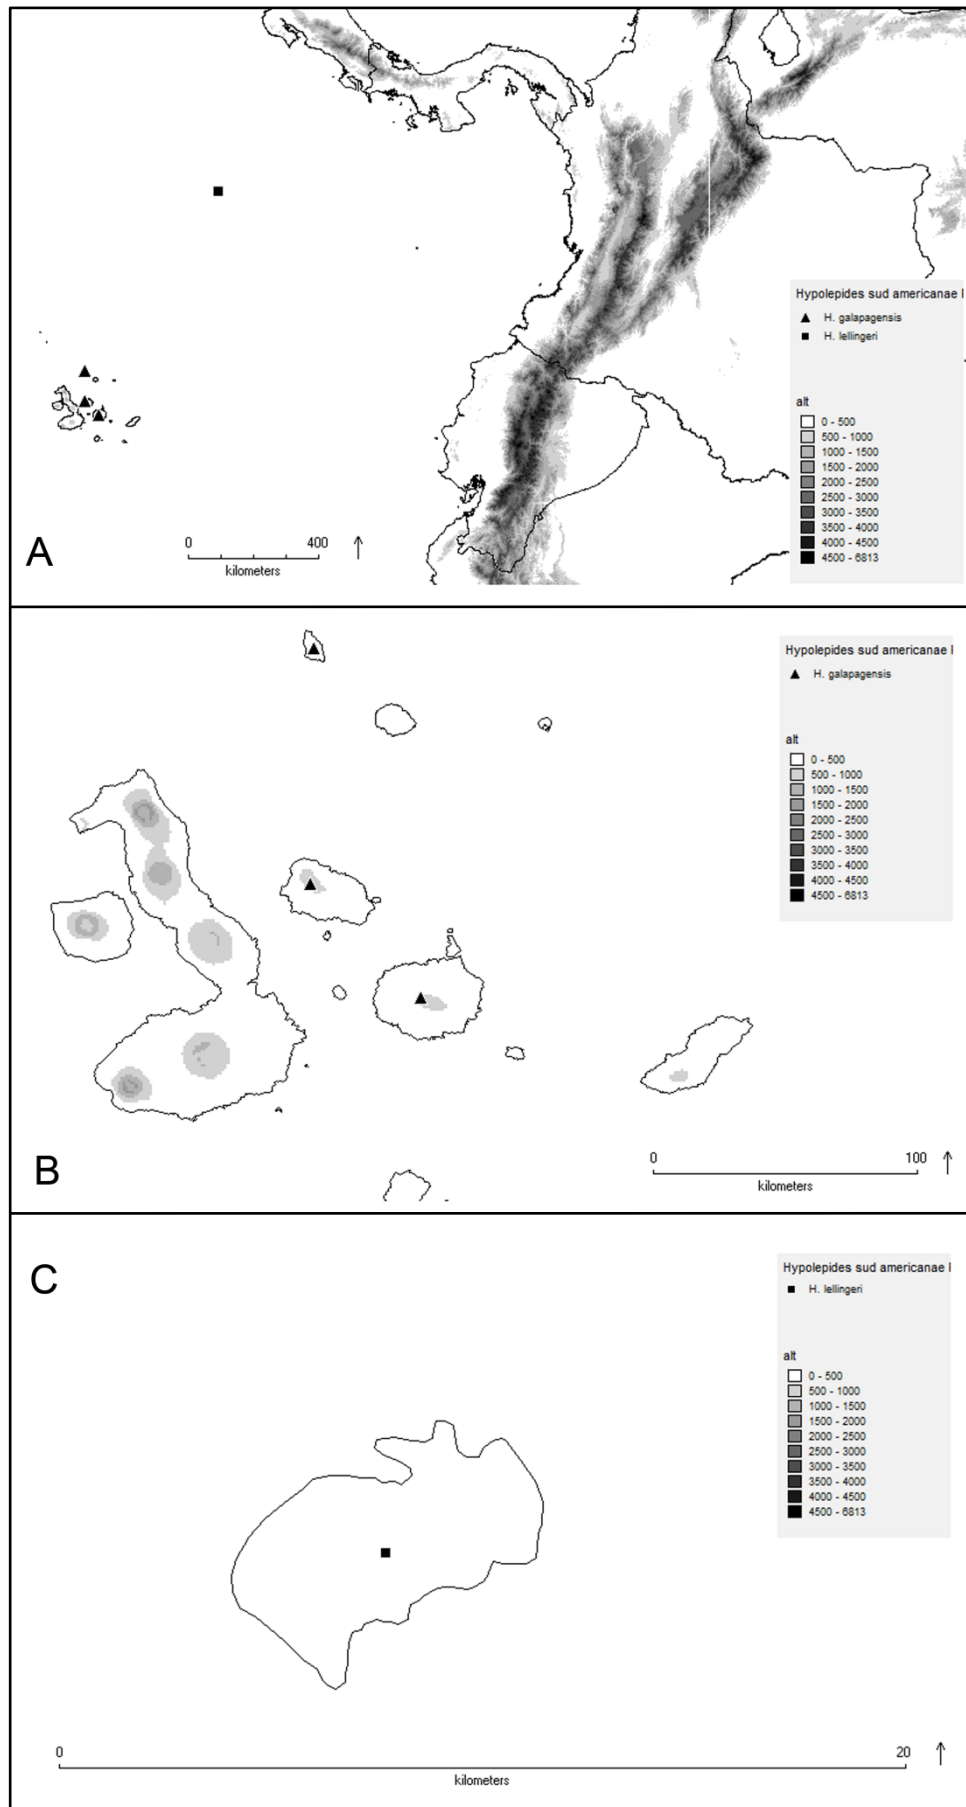 Hypolepides sud americanae
H. galapagensis
H. lellingeri
alt
0 - 500
500 - 1000
1000 - 1500
1500 - 2000
2000 - 2500
2500 - 3000
3000 - 3500
3500 - 4000
4000 - 4500
4500 - 6813
A
0 400
kilometers
Hypolepides sud americanae
H. galapagensis
alt
0 - 500
500 - 1000
1000 - 1500
1500 - 2000
2000 - 2500
2500 - 3000
3000 - 3500
3500 - 4000
4000 - 4500
4500 - 6813
B
0 100
kilometers
C
Hypolepides sud americanae
H. lellingeri
alt
0 - 500
500 - 1000
1000 - 1500
1500 - 2000
2000 - 2500
2500 - 3000
3000 - 3500
3500 - 4000
4000 - 4500
4500 - 6813
0 20
kilometers